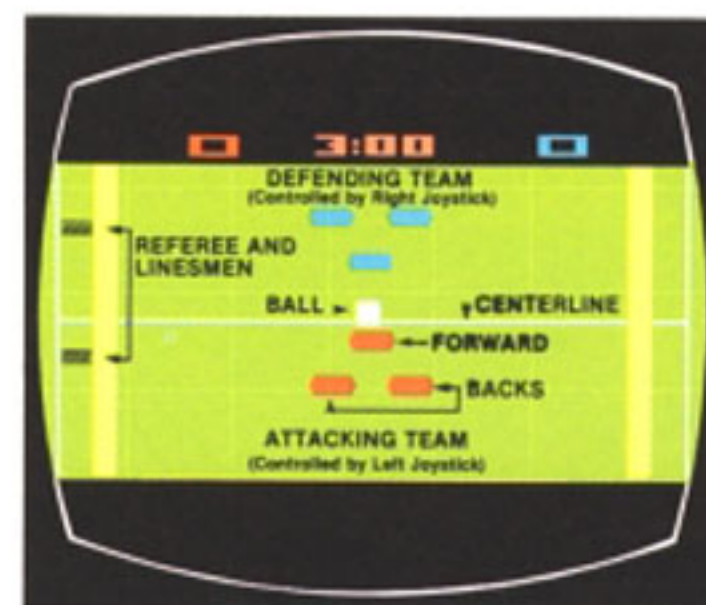 0 3:00 0
DEFENDING TEAM
(Controlled by Right Joystick)
REFEREE AND
LINESMEN
BALL
CENTERLINE
FORWARD
BACKS
ATTACKING TEAM
(Controlled by Left Joystick)